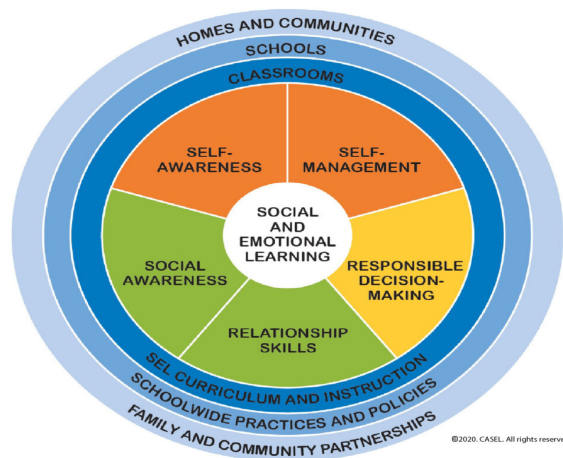 HOMES AND COMMUNITIES
SCHOOLS
CLASSROOMS
SELF-
AWARENESS
SELF-
MANAGEMENT
SOCIAL
AND
EMOTIONAL
LEARNING
SOCIAL
AWARENESS
RESPONSIBLE
DECISION-
MAKING
RELATIONSHIP
SKILLS
SEL CURRICULUM AND INSTRUCTION
SCHOOLWIDE PRACTICES AND POLICIES
FAMILY AND COMMUNITY PARTNERSHIPS
©2020. CASEL. All rights reserve